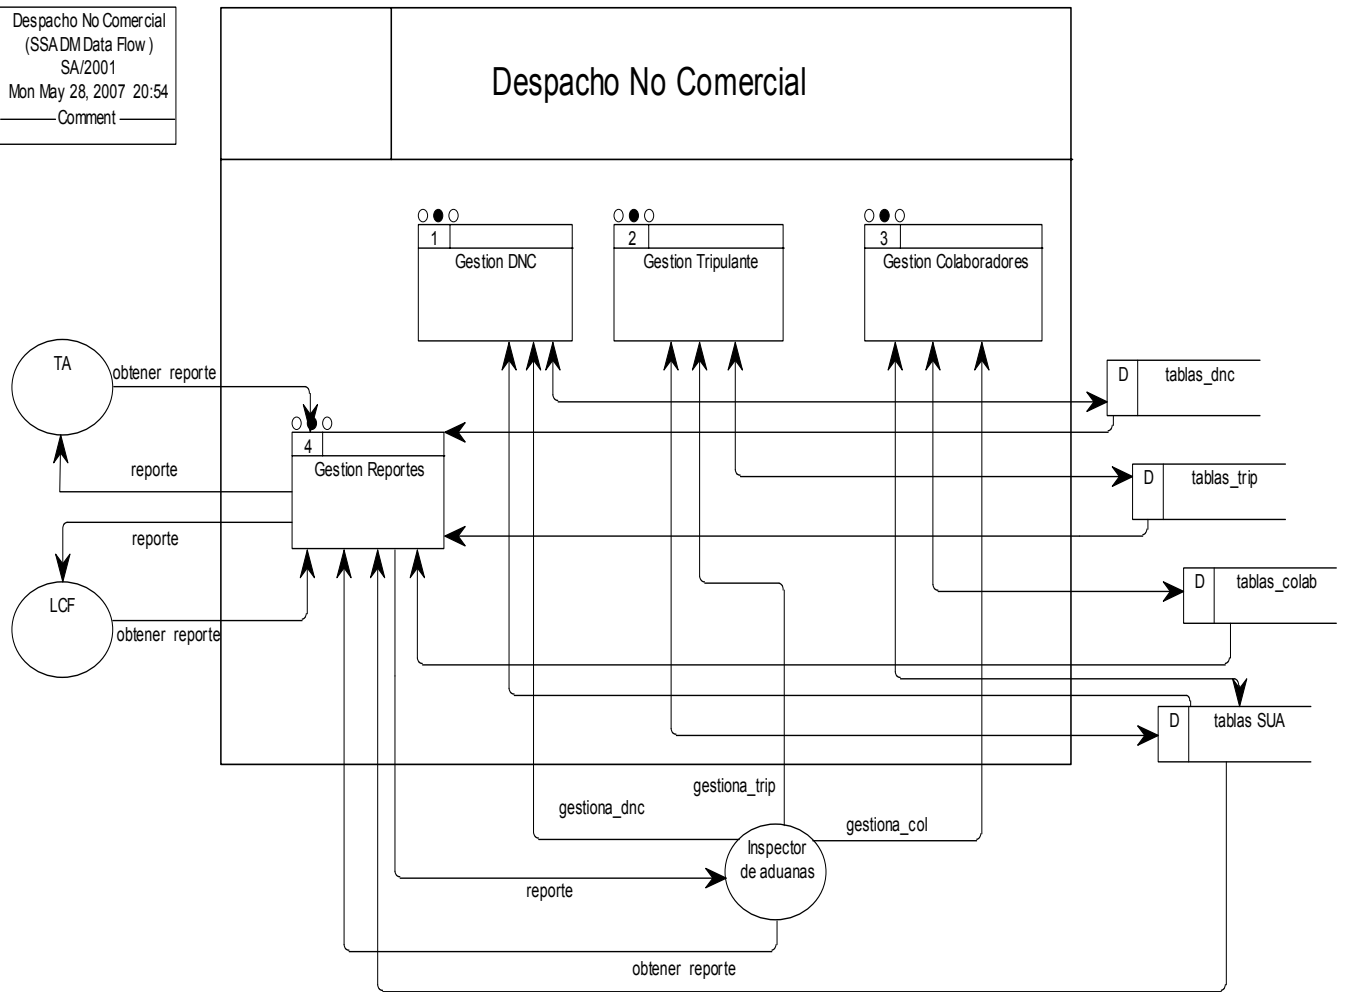 Despacho No Comercial
(SSADM Data Flow)
SA/2001
Mon May 28, 2007 20:54
Comment
Despacho No Comercial
1
Gestion DNC
2
Gestion Tripulante
3
Gestion Colaboradores
TA
obtener reporte
D
tablas_dnc
4
Gestion Reportes
reporte
D
tablas_trip
reporte
LCF
obtener reporte
D
tablas_colab
D
tablas SUA
gestiona_trip
gestiona_dnc
gestiona_col
Inspector
de aduanas
reporte
obtener reporte